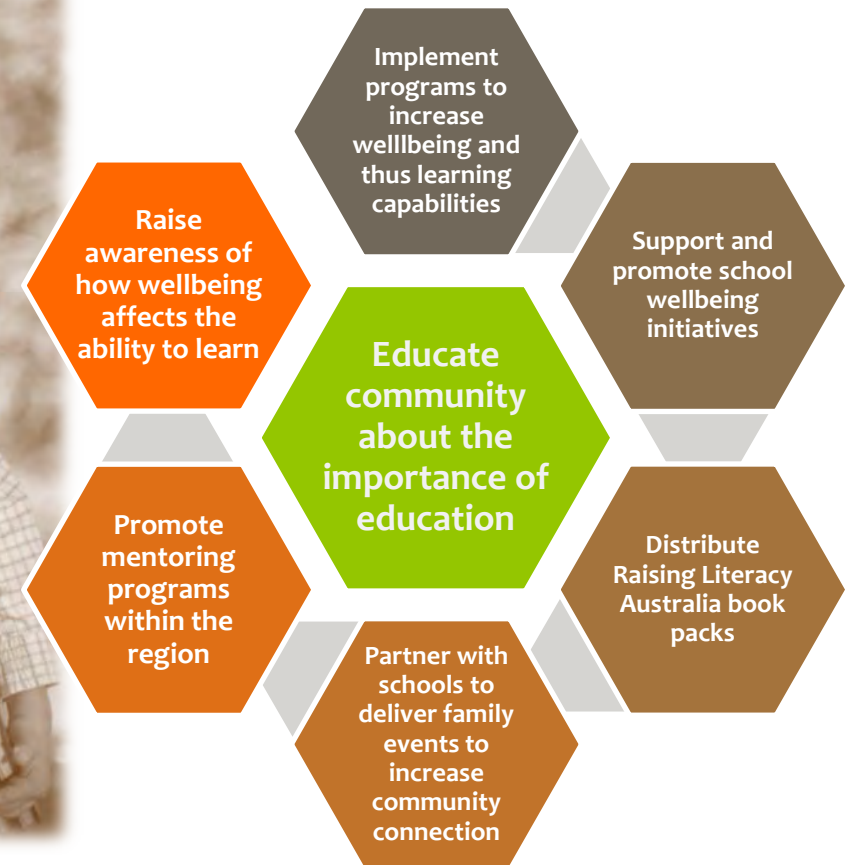 Implement
programs to
increase
welllbeing and
thus learning
capabilities
Support and
promote school
wellbeing
initiatives
Distribute
Raising Literacy
Australia book
packs
Partner with
schools to
deliver family
events to
increase
community
connection
Promote
mentoring
programs
within the
region
Raise
awareness of
how wellbeing
affects the
ability to learn
Educate
community
about the
importance of
education